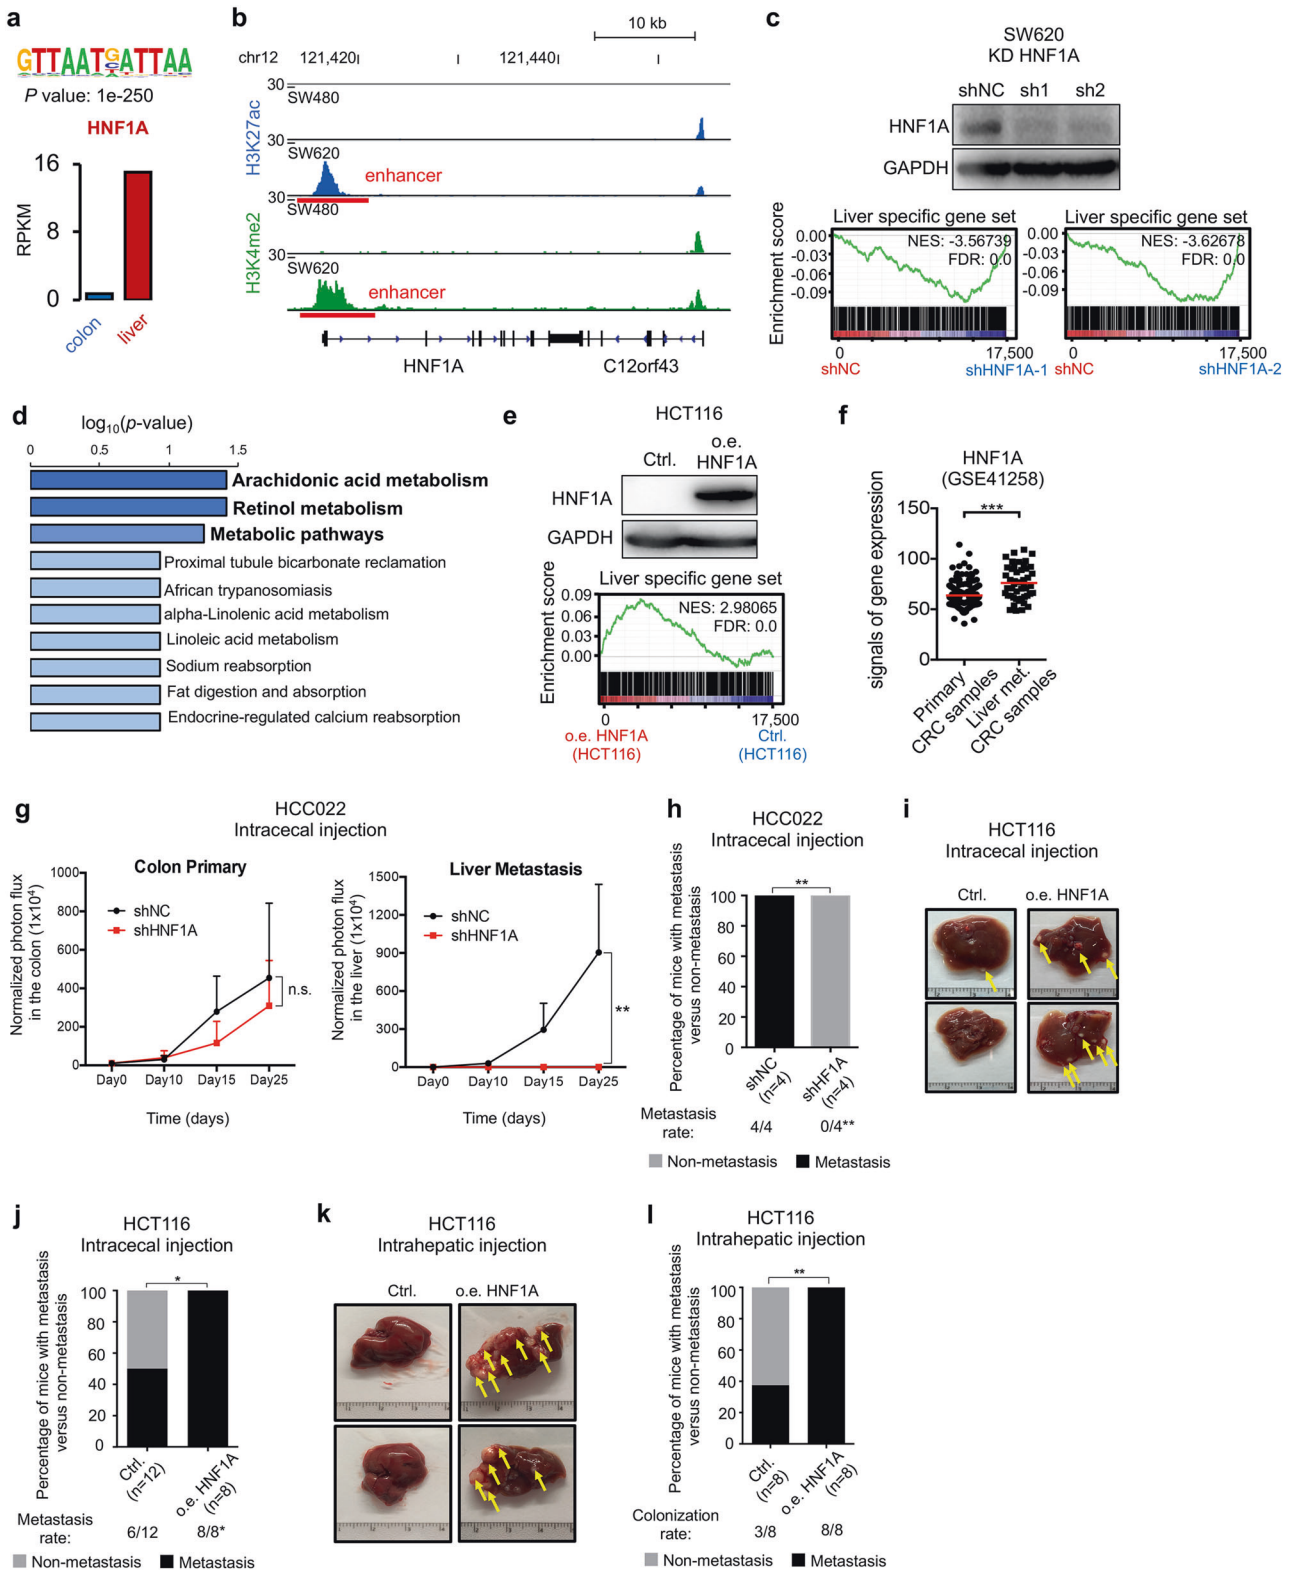 a
GTTAATGATTAA
P value: 1e-250
HNF1A
16
8
0
RPKM
colon
liver
b
10 kb
chr12
121,420
121,440
30
SW480
30
SW620
enhancer
H3K27ac
30
SW480
30
SW620
enhancer
H3K4me2
HNF1A
C12orf43
c
SW620
KD HNF1A
shNC
sh1
sh2
HNF1A
GAPDH
Enrichment score
Liver specific gene set
0.00
-0.03
-0.06
-0.09
NES: -3.56739
FDR: 0.0
0
17,500
shNC
shHNF1A-1
Liver specific gene set
0.00
-0.03
-0.06
-0.09
NES: -3.62678
FDR: 0.0
0
17,500
shNC
shHNF1A-2
d
log10(p-value)
0
0.5
1
1.5
Arachidonic acid metabolism
Retinol metabolism
Metabolic pathways
Proximal tubule bicarbonate reclamation
African trypanosomiasis
alpha-Linolenic acid metabolism
Linoleic acid metabolism
Sodium reabsorption
Fat digestion and absorption
Endocrine-regulated calcium reabsorption
e
HCT116
Ctrl.
o.e.
HNF1A
HNF1A
GAPDH
Liver specific gene set
Enrichment score
0.09
0.06
0.03
0.00
NES: 2.98065
FDR: 0.0
0
17,500
o.e. HNF1A
(HCT116)
Ctrl.
(HCT116)
f
HNF1A
(GSE41258)
signals of gene expression
150
100
50
0
***
Primary
CRC samples
Liver met.
CRC samples
g
HCC022
Intracecal injection
Colon Primary
Normalized photon flux
in the colon (1x10⁴)
1000
800
600
400
200
0
shNC
shHNF1A
n.s.
Day0
Day10
Day15
Day25
Time (days)
Liver Metastasis
Normalized photon flux
in the liver (1x10⁴)
1500
1200
900
600
300
0
shNC
shHNF1A
**
Day0
Day10
Day15
Day25
Time (days)
h
HCC022
Intracecal injection
Percentage of mice with metastasis
versus non-metastasis
100
80
60
40
20
0
**
shNC
(n=4)
shHF1A
(n=4)
Metastasis
rate:
4/4
0/4**
Non-metastasis
Metastasis
i
HCT116
Intracecal injection
Ctrl.
o.e. HNF1A
j
HCT116
Intracecal injection
Percentage of mice with metastasis
versus non-metastasis
100
80
60
40
20
0
*
Ctrl.
(n=12)
o.e. HNF1A
(n=8)
Metastasis
rate:
6/12
8/8*
Non-metastasis
Metastasis
k
HCT116
Intrahepatic injection
Ctrl.
o.e. HNF1A
l
HCT116
Intrahepatic injection
Percentage of mice with metastasis
versus non-metastasis
100
80
60
40
20
0
**
Ctrl.
(n=8)
o.e. HNF1A
(n=8)
Colonization
rate:
3/8
8/8
Non-metastasis
Metastasis